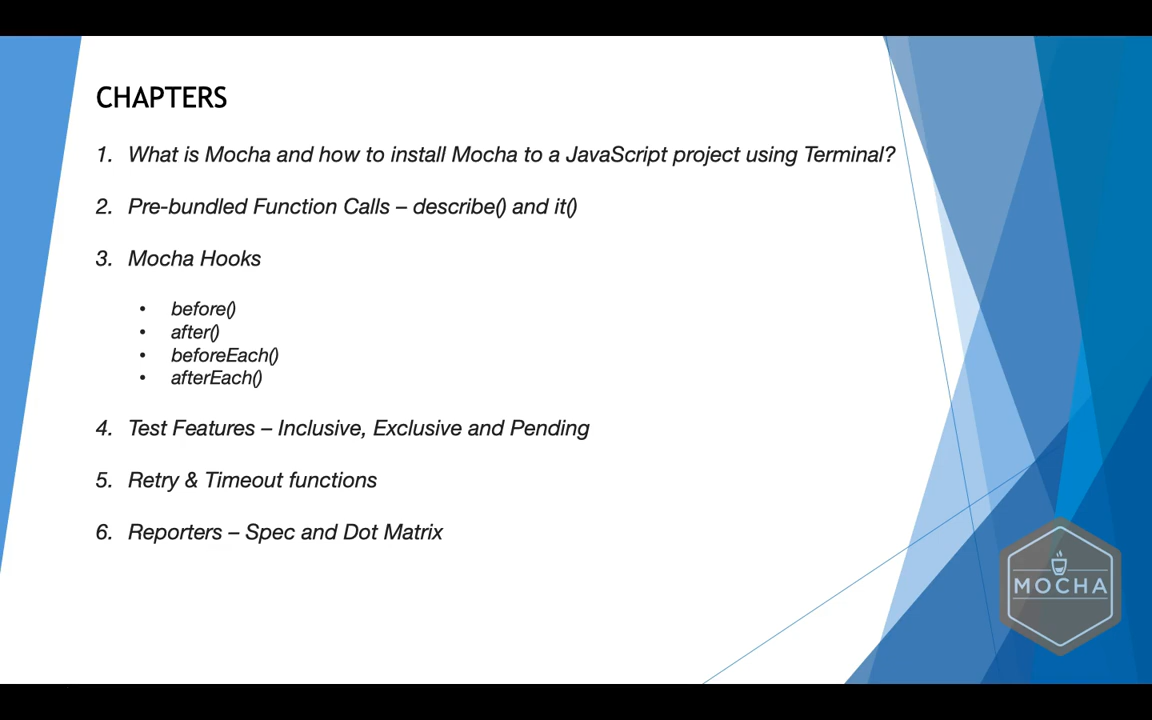 CHAPTERS
1. What is Mocha and how to install Mocha to a JavaScript project using Terminal?
2. Pre-bundled Function Calls – describe() and it()
3. Mocha Hooks
• before()
• after()
• beforeEach()
• afterEach()
4. Test Features – Inclusive, Exclusive and Pending
5. Retry & Timeout functions
6. Reporters – Spec and Dot Matrix
MOCHA